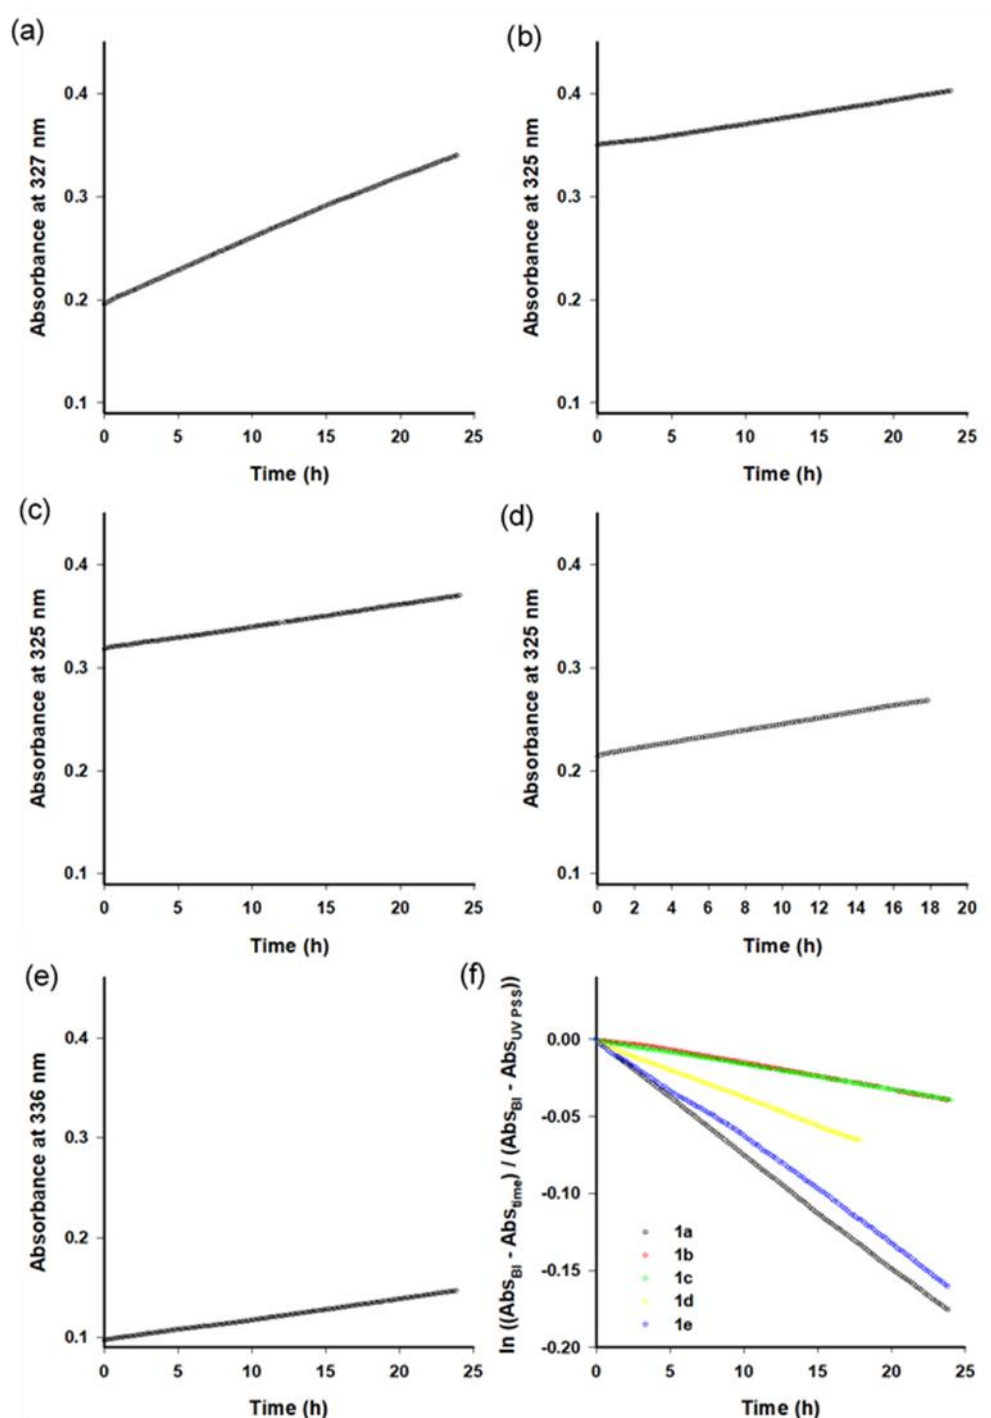 (a)
Absorbance at 327 nm
0.4
0.3
0.2
0.1
0 5 10 15 20 25
Time (h)
(b)
Absorbance at 325 nm
0.4
0.3
0.2
0.1
0 5 10 15 20 25
Time (h)
(c)
Absorbance at 325 nm
0.4
0.3
0.2
0.1
0 5 10 15 20 25
Time (h)
(d)
Absorbance at 325 nm
0.4
0.3
0.2
0.1
0 2 4 6 8 10 12 14 16 18 20
Time (h)
(e)
Absorbance at 336 nm
0.4
0.3
0.2
0.1
0 5 10 15 20 25
Time (h)
(f)
ln ((Abs_BI - Abs_time) / (Abs_BI - Abs_UV PSS))
0.00
-0.05
-0.10
-0.15
-0.20
1a
1b
1c
1d
1e
0 5 10 15 20 25
Time (h)